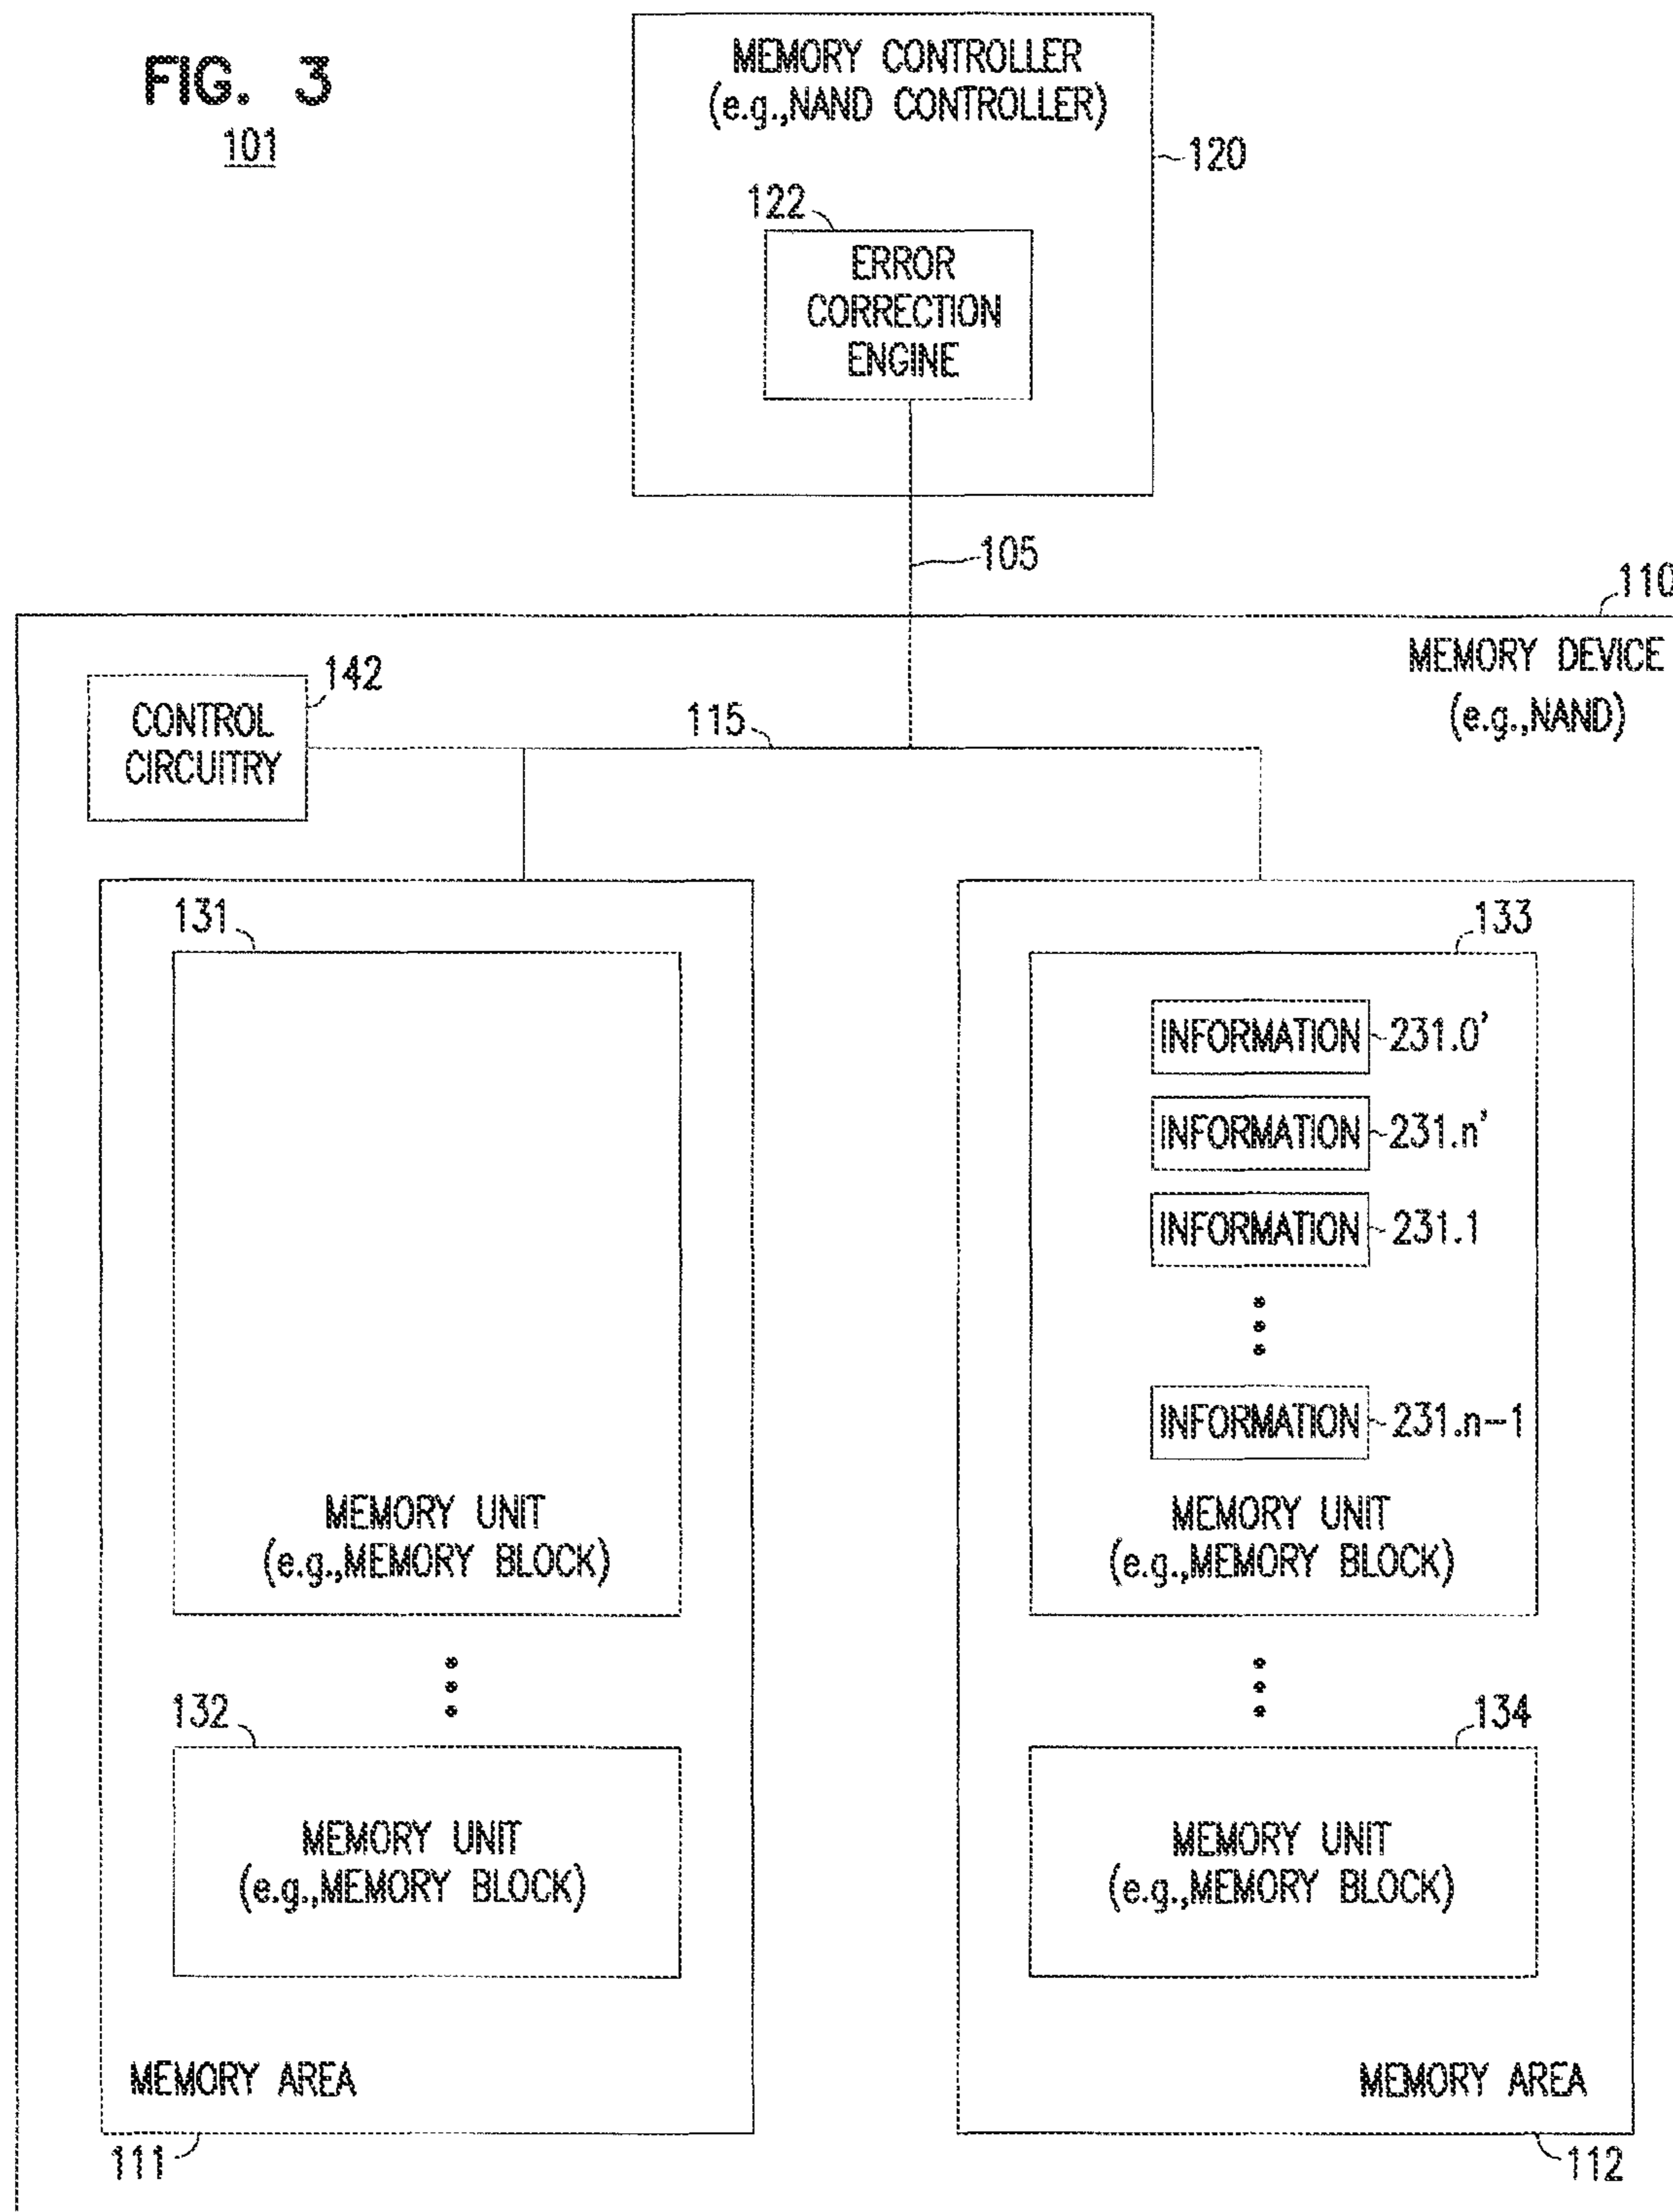 FIG. 3
101
MEMORY CONTROLLER
(e.g.,NAND CONTROLLER)
120
122
ERROR
CORRECTION
ENGINE
105
110
MEMORY DEVICE
(e.g.,NAND)
142
CONTROL
CIRCUITRY
115
131
133
INFORMATION 231.0'
INFORMATION 231.n'
INFORMATION 231.1
INFORMATION 231.n-1
MEMORY UNIT
(e.g.,MEMORY BLOCK)
MEMORY UNIT
(e.g.,MEMORY BLOCK)
132
134
MEMORY UNIT
(e.g.,MEMORY BLOCK)
MEMORY UNIT
(e.g.,MEMORY BLOCK)
MEMORY AREA
MEMORY AREA
111
112